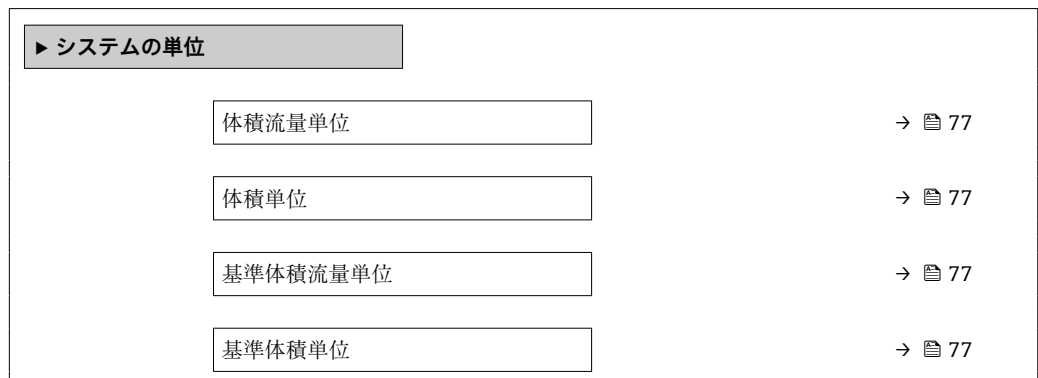 ▶ システムの単位
体積流量単位 → 🖹 77
体積単位 → 🖹 77
基準体積流量単位 → 🖹 77
基準体積単位 → 🖹 77